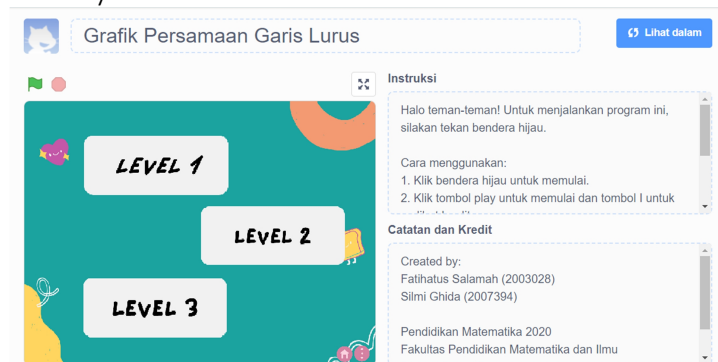 Grafik Persamaan Garis Lurus
Lihat dalam
Instruksi
Halo teman-teman! Untuk menjalankan program ini,
silakan tekan bendera hijau.
Cara menggunakan:
1. Klik bendera hijau untuk memulai.
2. Klik tombol play untuk memulai dan tombol I untuk
LEVEL 1
LEVEL 2
LEVEL 3
Catatan dan Kredit
Created by:
Fatihatus Salamah (2003028)
Silmi Ghida (2007394)
Pendidikan Matematika 2020
Fakultas Pendidikan Matematika dan Ilmu